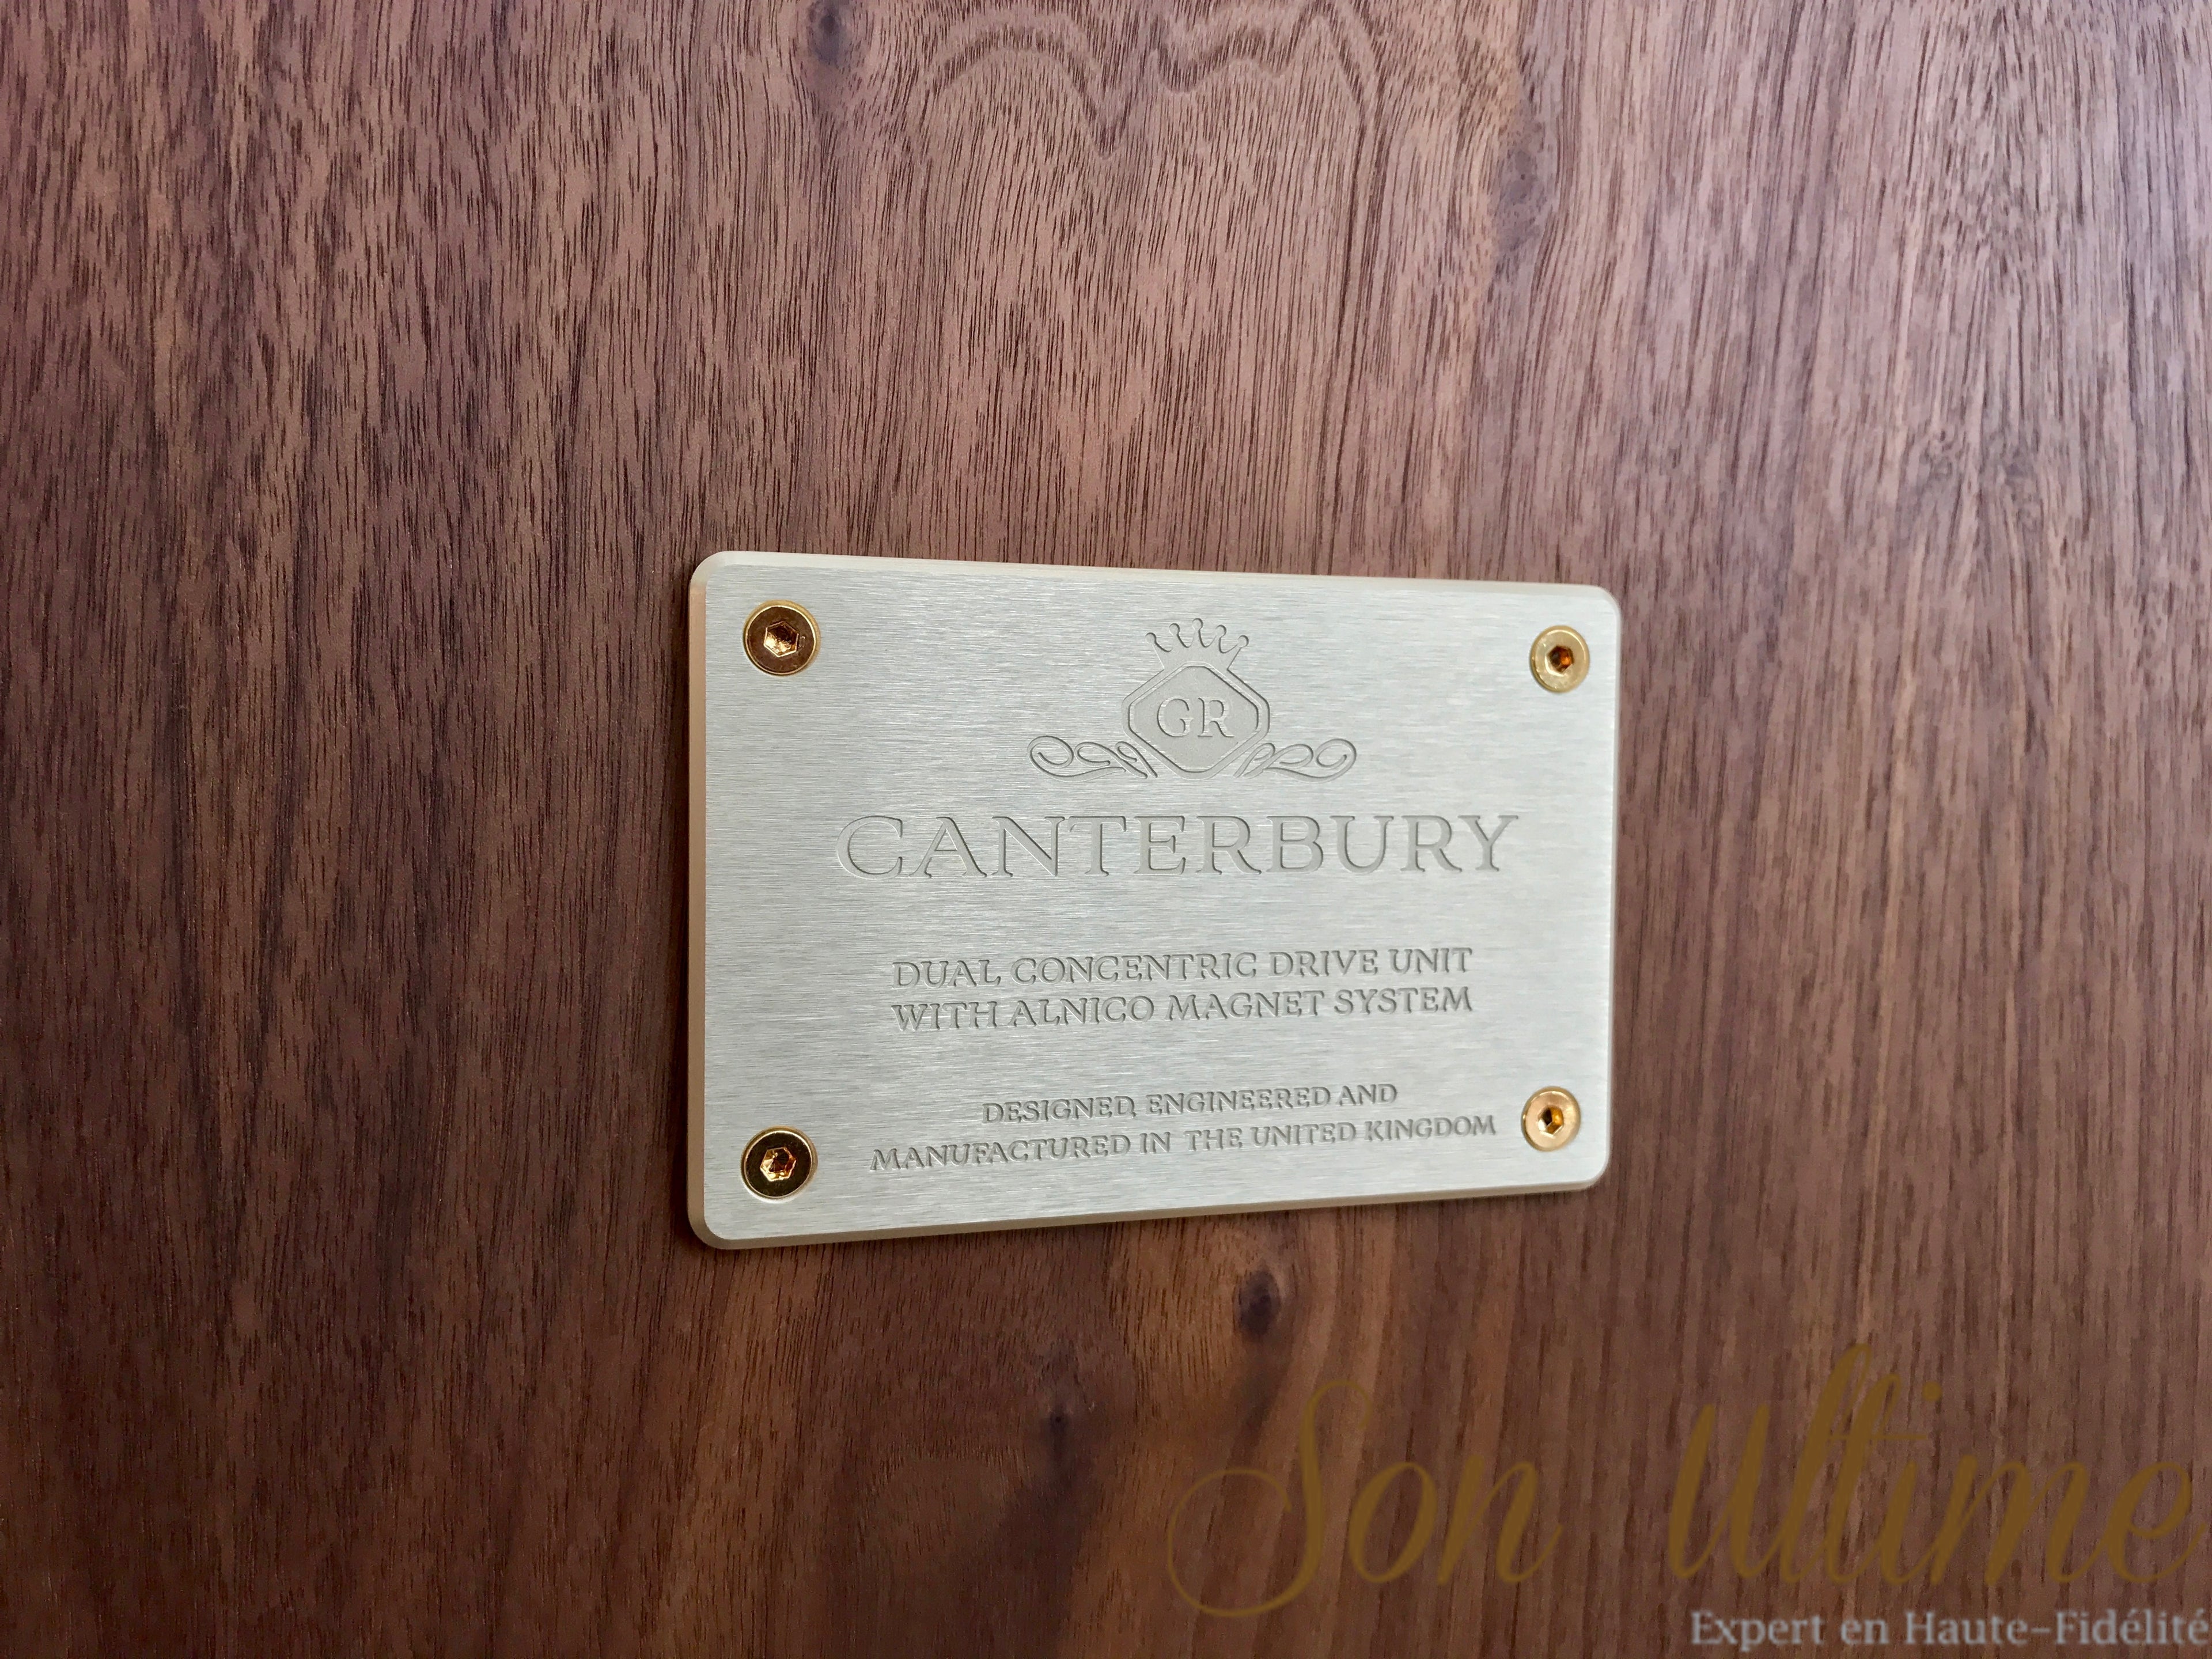 GR
CANTERBURY
DUAL CONCENTRIC DRIVE UNIT
WITH ALNICO MAGNET SYSTEM
DESIGNED, ENGINEERED AND
MANUFACTURED IN THE UNITED KINGDOM
Son Ultime
Expert en Haute-Fidélité